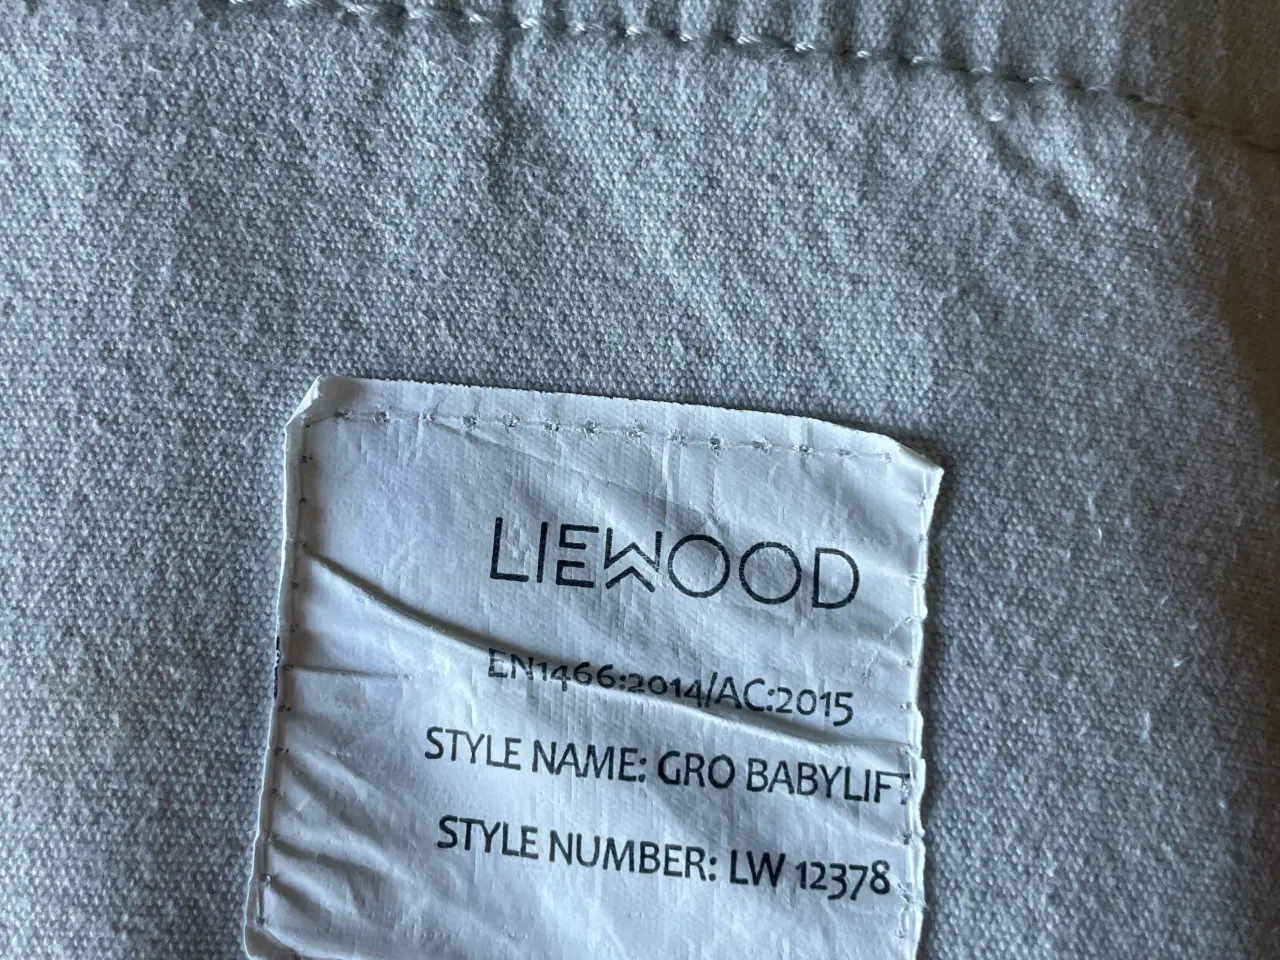 LIEWOOD
EN1466:2014/AC:2015
STYLE NAME: GRO BABYLIFT
STYLE NUMBER: LW 12378